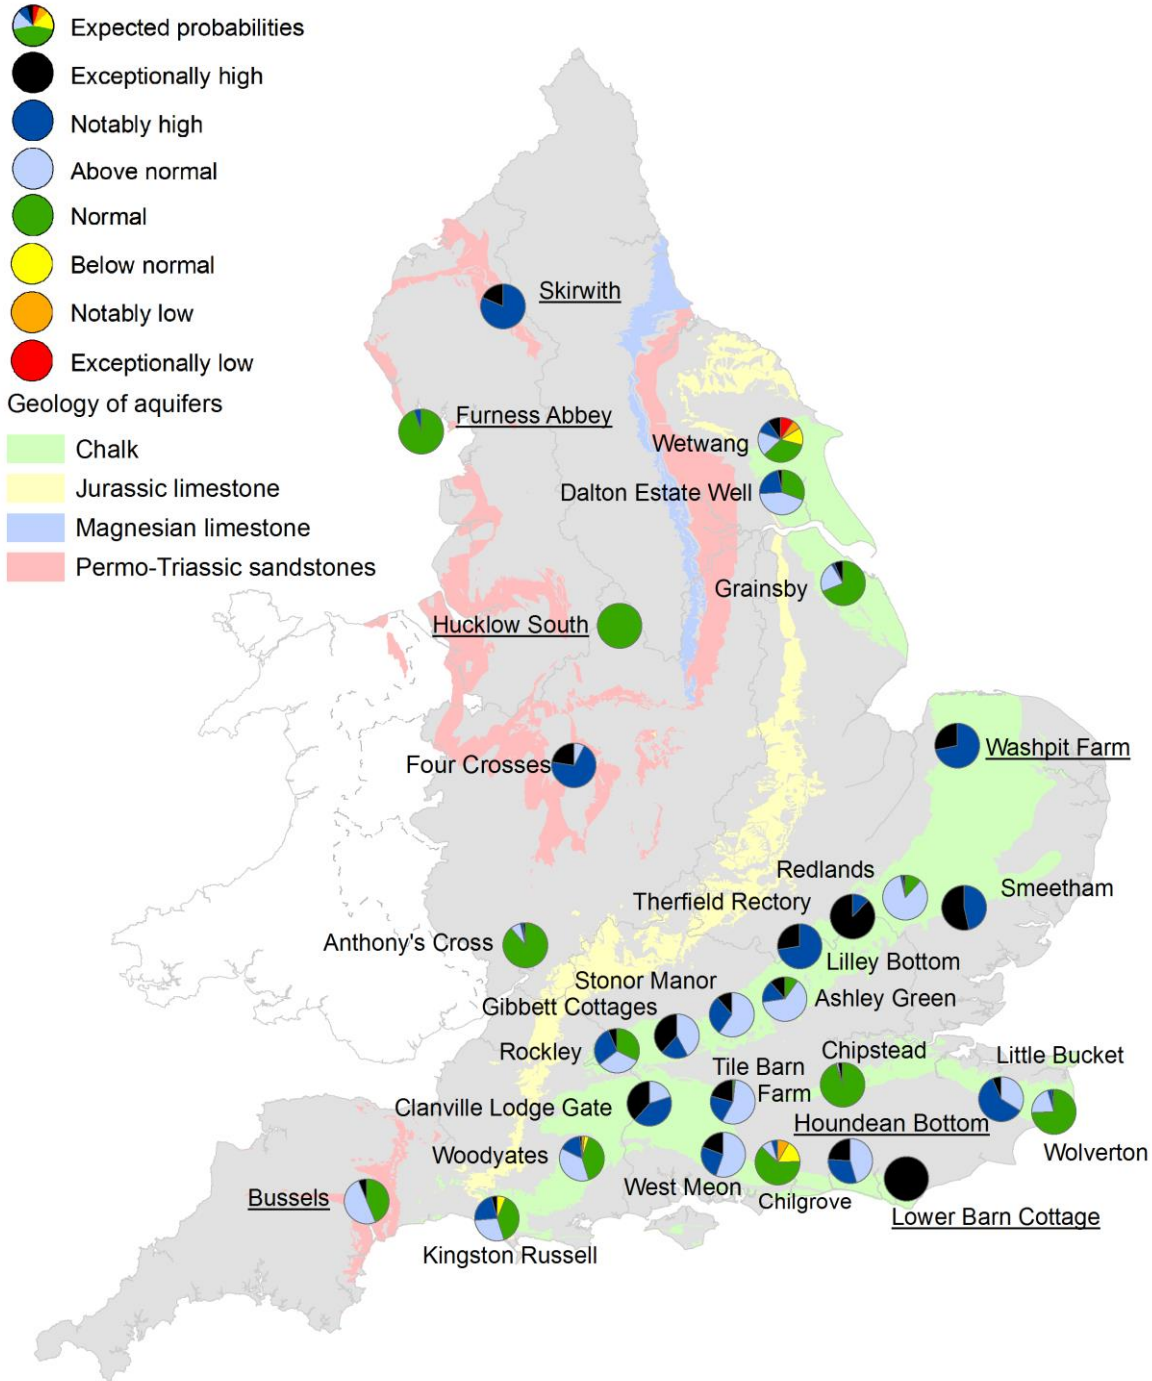 Expected probabilities
Exceptionally high
Notably high
Above normal
Normal
Below normal
Notably low
Exceptionally low
Geology of aquifers
Chalk
Jurassic limestone
Magnesian limestone
Permo-Triassic sandstones
Skirwith
Furness Abbey
Wetwang
Dalton Estate Well
Grainsby
Hucklow South
Four Crosses
Washpit Farm
Redlands
Smeetham
Therfield Rectory
Anthony's Cross
Lilley Bottom
Stonor Manor
Ashley Green
Gibbett Cottages
Rockley
Chipstead
Little Bucket
Tile Barn
Farm
Clanville Lodge Gate
Houndean Bottom
Wolverton
Woodyates
West Meon
Chilgrove
Bussels
Lower Barn Cottage
Kingston Russell